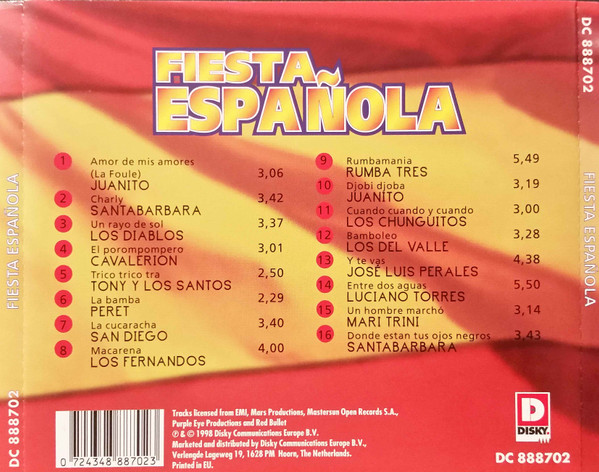 FIESTA
ESPAÑOLA
1 Amor de mis amores
(La Foule) 3,06
JUANITO
2 Charly 3,42
SANTABARBARA
3 Un rayo de sol 3,37
LOS DIABLOS
4 El porompompero 3,01
CAVALERION
5 Trico trico tra 2,50
TONY Y LOS SANTOS
6 La bamba 2,29
PERET
7 La cucaracha 3,40
SAN DIEGO
8 Macarena 4,00
LOS FERNANDOS
9 Rumbamania 5,49
RUMBA TRES
10 Djobi djoba 3,19
JUANITO
11 Cuando cuando y cuando 3,00
LOS CHUNGUITOS
12 Bamboleo 3,28
LOS DEL VALLE
13 Y te vas 4,38
JOSÉ LUIS PERALES
14 Entre dos aguas 5,50
LUCIANO TORRES
15 Un hombre marchó 3,14
MARI TRINI
16 Donde estan tus ojos negros 3,43
SANTABARBARA
0 724348 887023
Tracks licensed from EMI, Mars Productions, Mastersun Open Records S.A.,
Purple Eye Productions and Red Bullet
℗ & © 1998 Disky Communications Europe B.V.
Marketed and distributed by Disky Communications Europe B.V.,
Verlengde Lageweg 19, 1628 PM Hoorn, The Netherlands.
Printed in EU.
D
DISKY
DC 888702
FIESTA ESPAÑOLA
DC 888702
DC 888702
FIESTA ESPAÑOLA